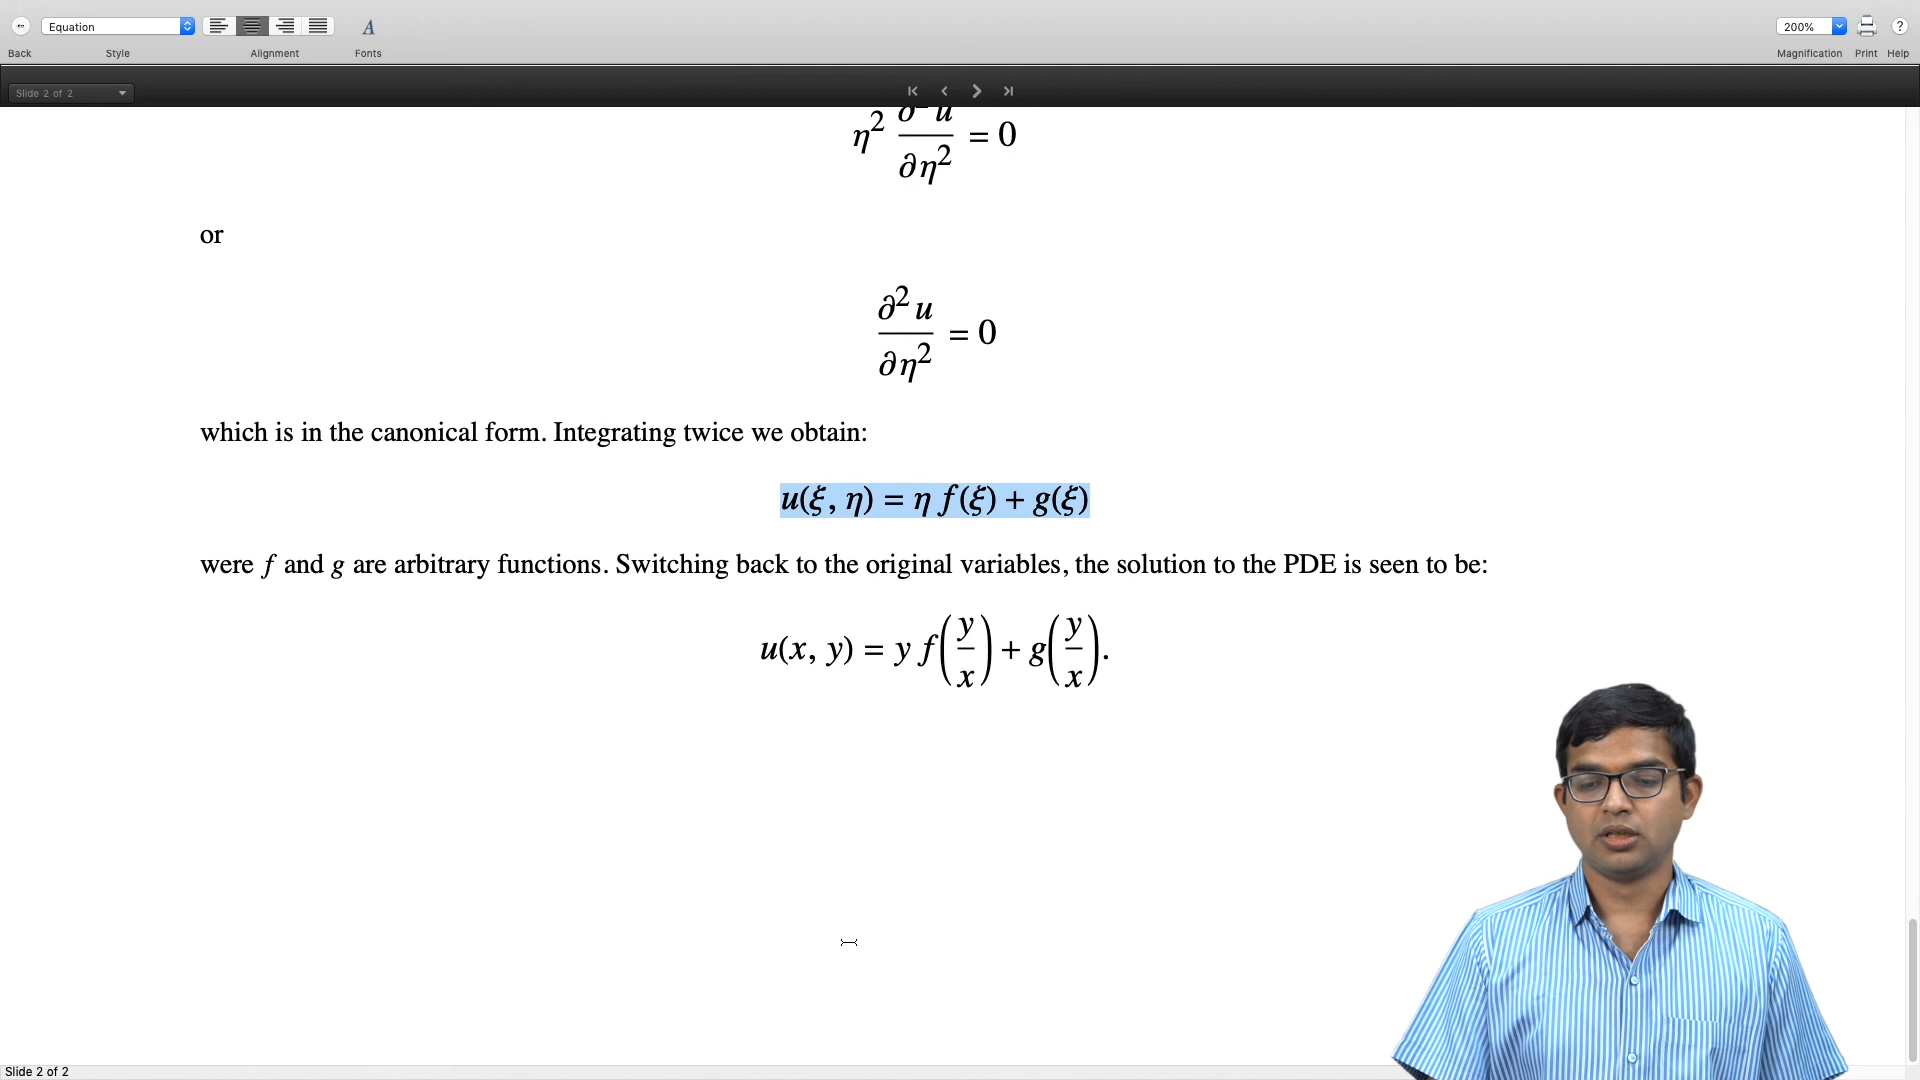 Equation
200%
?
Back
Style
Alignment
A
Fonts
Magnification
Print
Help
Slide 2 of 2
η² ∂²u/∂η² = 0
or
∂²u/∂η² = 0
which is in the canonical form. Integrating twice we obtain:
u(ξ, η) = η f(ξ) + g(ξ)
were f and g are arbitrary functions. Switching back to the original variables, the solution to the PDE is seen to be:
u(x, y) = y f(y/x) + g(y/x).
Slide 2 of 2